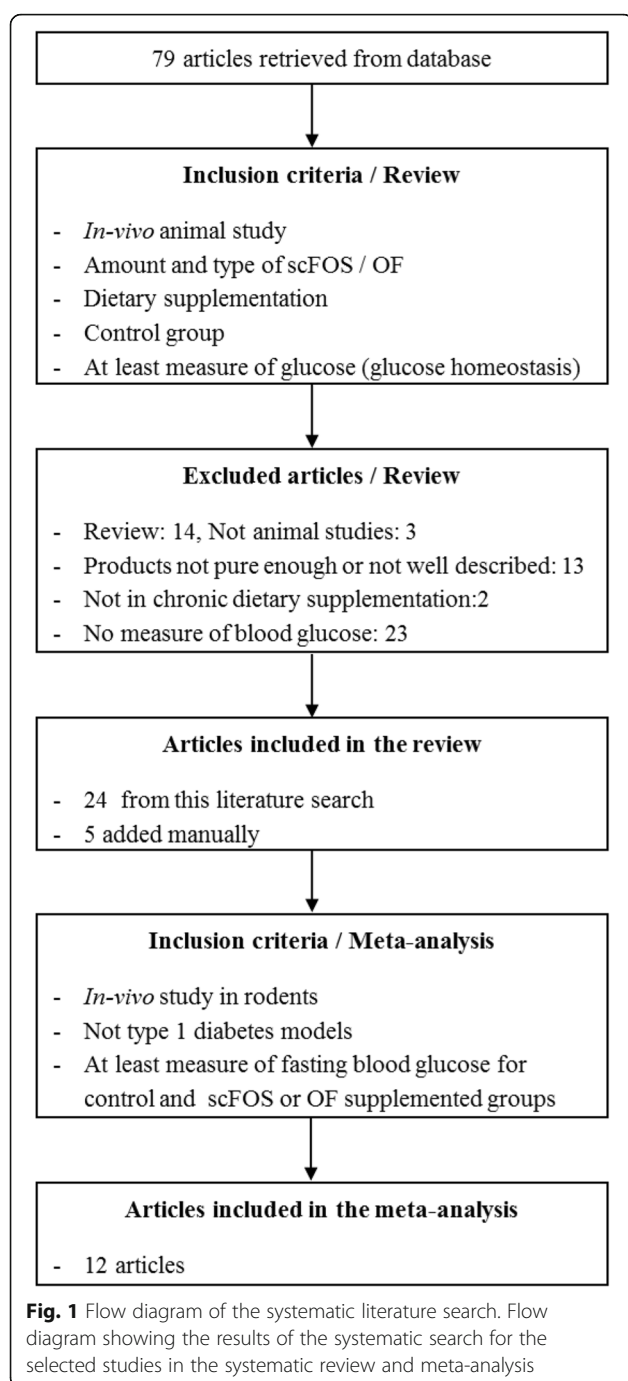 79 articles retrieved from database
Inclusion criteria / Review
- In-vivo animal study
- Amount and type of scFOS / OF
- Dietary supplementation
- Control group
- At least measure of glucose (glucose homeostasis)
Excluded articles / Review
- Review: 14, Not animal studies: 3
- Products not pure enough or not well described: 13
- Not in chronic dietary supplementation:2
- No measure of blood glucose: 23
Articles included in the review
- 24 from this literature search
- 5 added manually
Inclusion criteria / Meta-analysis
- In-vivo study in rodents
- Not type 1 diabetes models
- At least measure of fasting blood glucose for
control and scFOS or OF supplemented groups
Articles included in the meta-analysis
- 12 articles
Fig. 1 Flow diagram of the systematic literature search. Flow
diagram showing the results of the systematic search for the
selected studies in the systematic review and meta-analysis